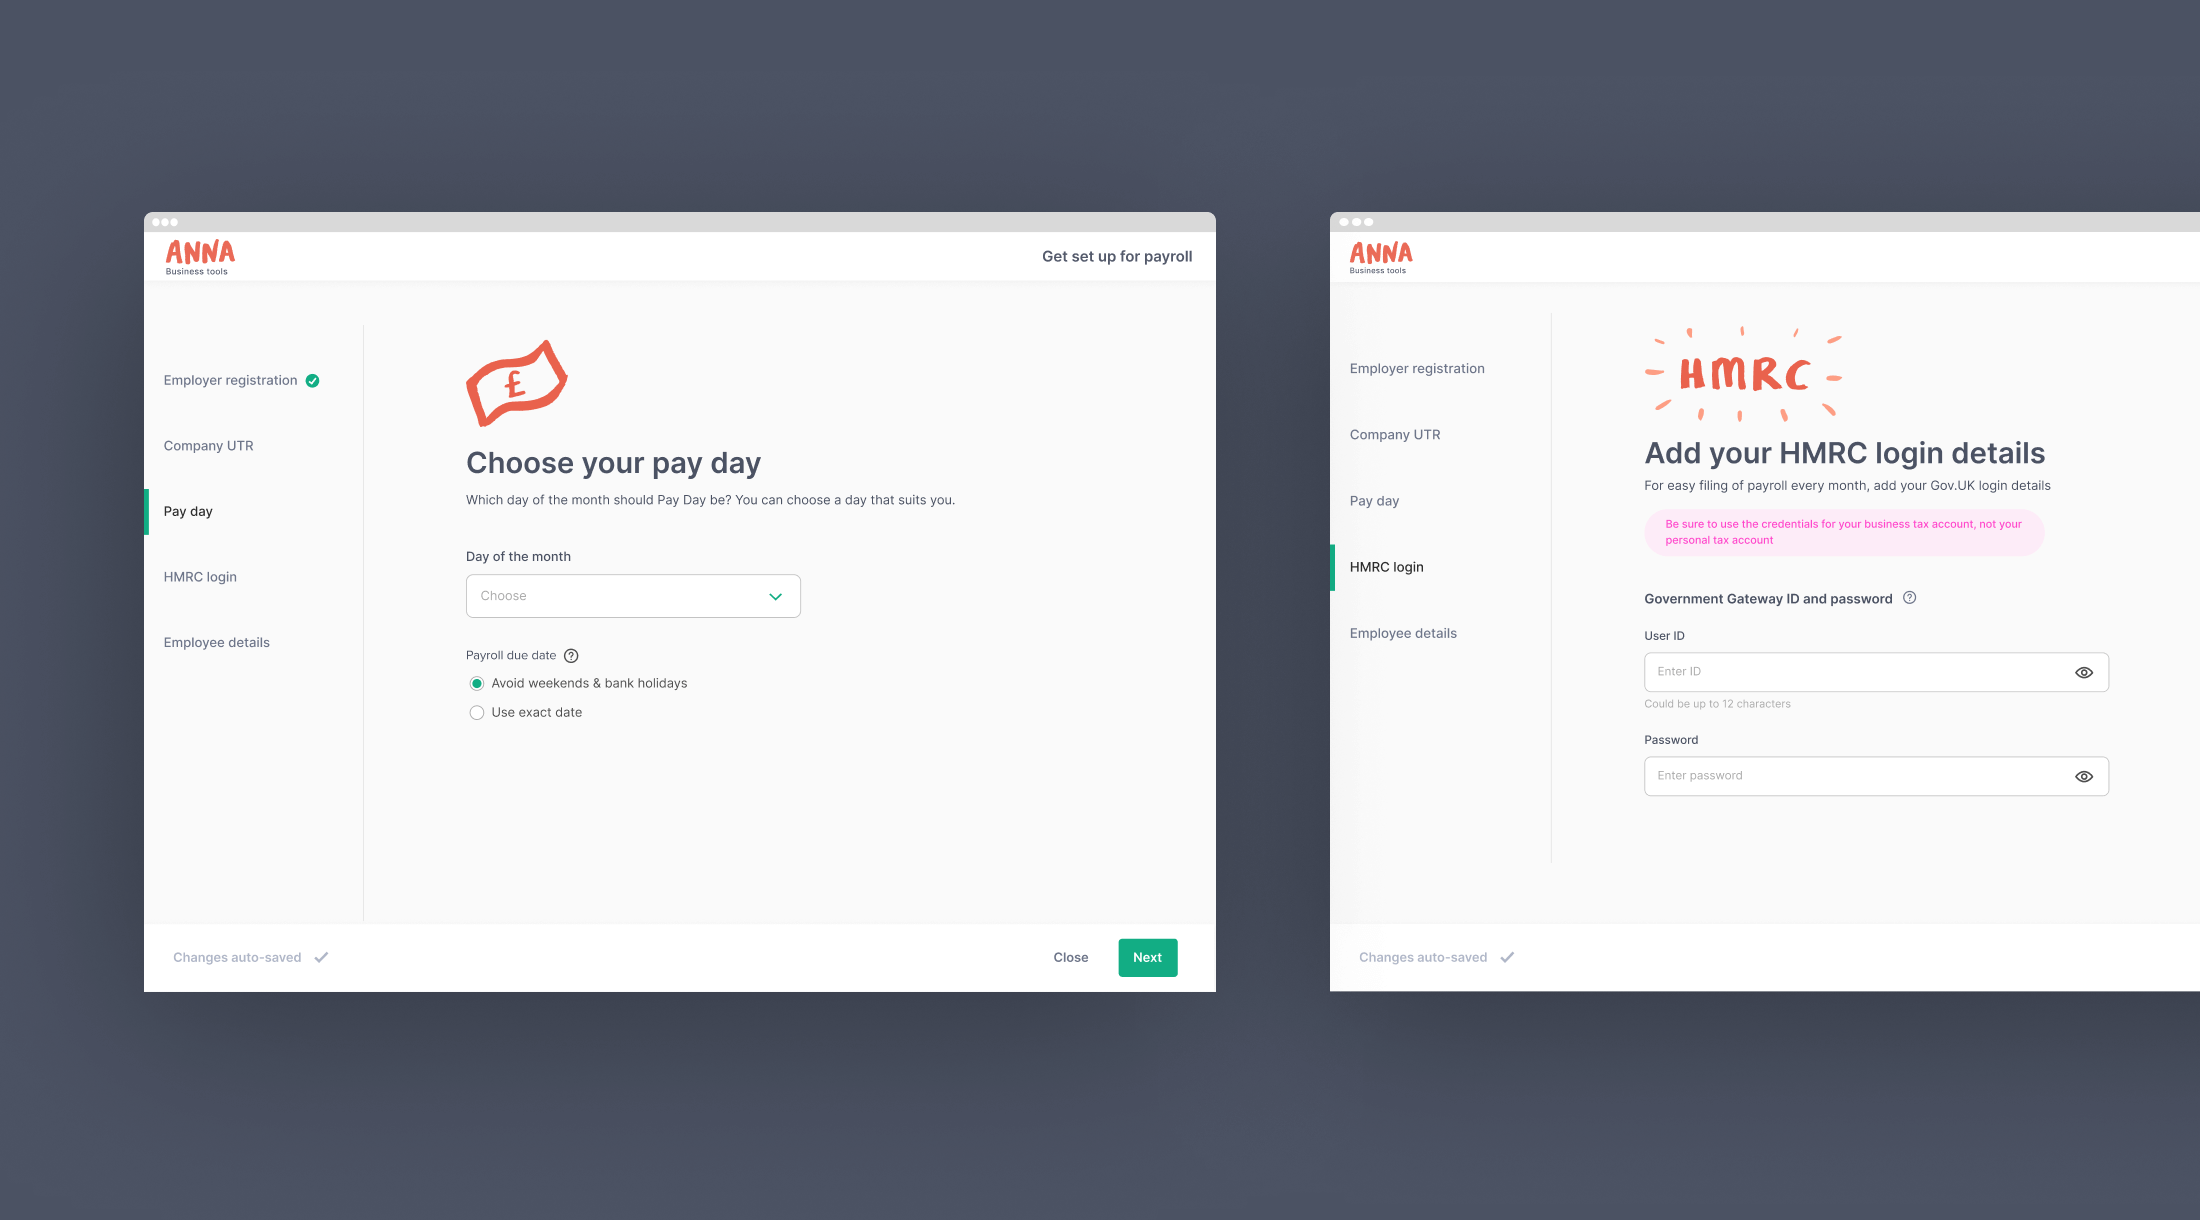 ANNA
Business tools
Get set up for payroll
Employer registration
Company UTR
Pay day
HMRC login
Employee details
£
Choose your pay day
Which day of the month should Pay Day be? You can choose a day that suits you.
Day of the month
Choose
Payroll due date ?
Avoid weekends & bank holidays
Use exact date
Changes auto-saved
Close
Next
ANNA
Business tools
Employer registration
Company UTR
Pay day
HMRC login
Employee details
HMRC
Add your HMRC login details
For easy filing of payroll every month, add your Gov.UK login details
Be sure to use the credentials for your business tax account, not your
personal tax account
Government Gateway ID and password ?
User ID
Enter ID
Could be up to 12 characters
Password
Enter password
Changes auto-saved